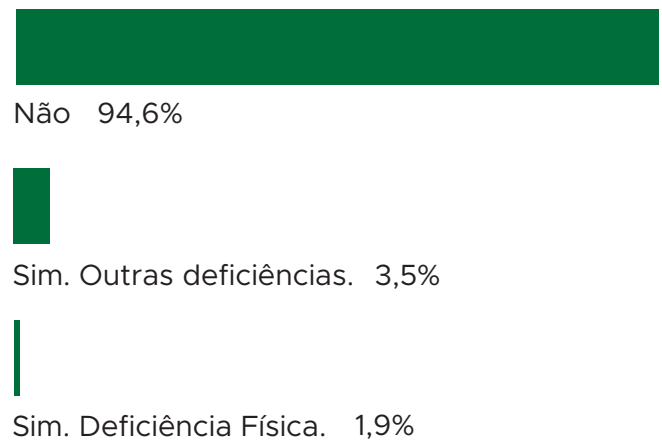 Não 94,6%
Sim. Outras deficiências. 3,5%
Sim. Deficiência Física. 1,9%